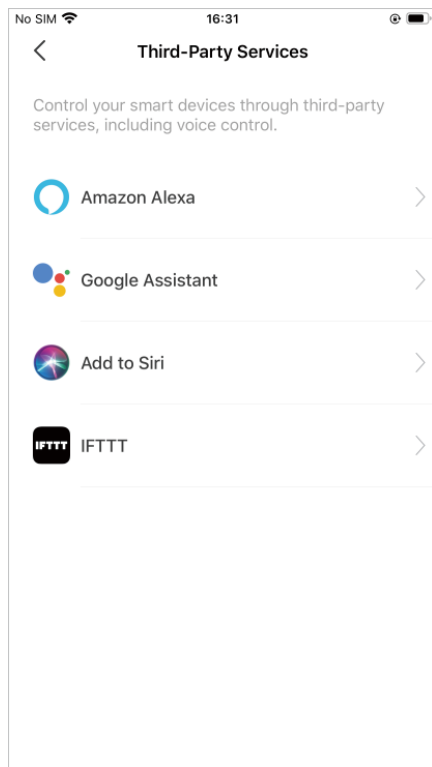 No SIM 16:31
Third-Party Services
Control your smart devices through third-party
services, including voice control.
Amazon Alexa
Google Assistant
Add to Siri
IFTTT IFTTT